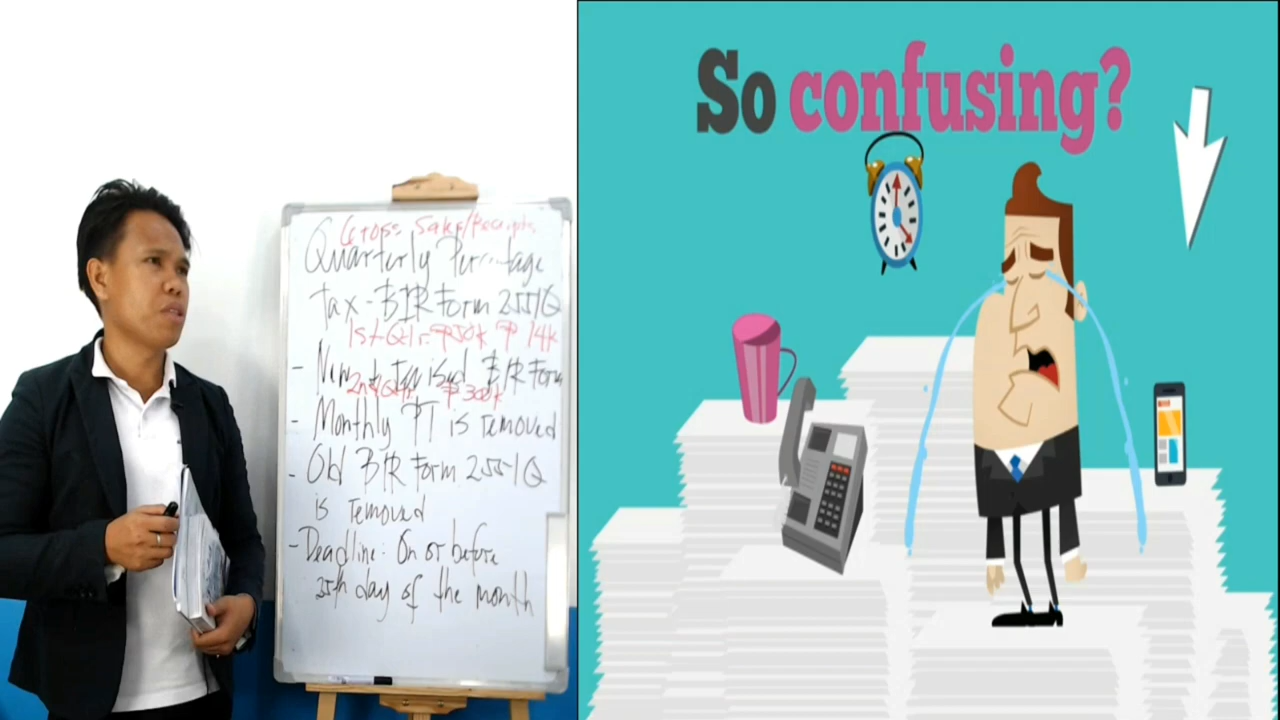 Gross Sales/Receipts
Quarterly Percentage
Tax - BIR Form 2551Q
1st Qtr. ₱50k ₱ 14k
- New & Revised BIR Form
2nd Qtr. ₱300k
- Monthly PT is removed
- Old BIR Form 2551Q
is removed
- Deadline: On or before
25th day of the month
So confusing?